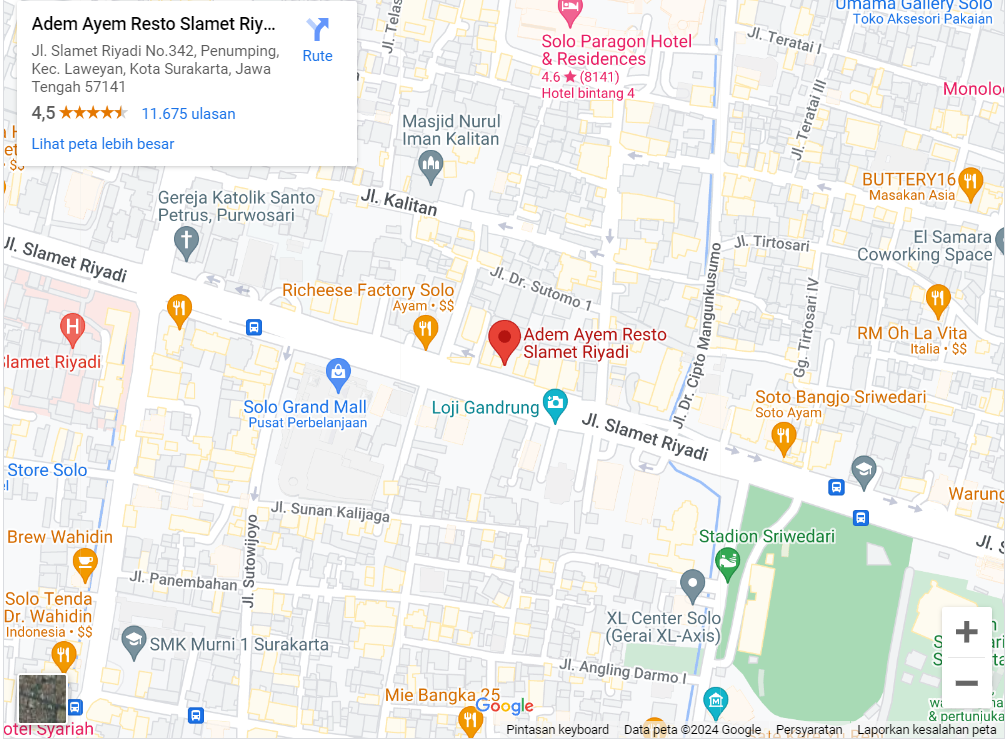 Adem Ayem Resto Slamet Riy...
Jl. Slamet Riyadi No.342, Penumping,
Kec. Laweyan, Kota Surakarta, Jawa
Tengah 57141
Rute
4,5
11.675 ulasan
Lihat peta lebih besar
$$
Jl. Telas
Solo Paragon Hotel
& Residences
4.6 ★ (8141)
Hotel bintang 4
Umama Gallery Solo
Toko Aksesori Pakaian
Jl. Teratai I
Jl. Teratai III
Monolo
Masjid Nurul
Iman Kalitan
Gereja Katolik Santo
Petrus, Purwosari
Jl. Kalitan
BUTTERY16
Masakan Asia
Jl. Tirtosari
El Samara
Coworking Space
Jl. Slamet Riyadi
Richeese Factory Solo
Ayam • $$
Jl. Dr. Sutomo 1
Jl. Dr. Cipto Mangunkusumo
Gg. Tirtosari IV
RM Oh La Vita
Italia • $$
H
Slamet Riyadi
Adem Ayem Resto
Slamet Riyadi
Solo Grand Mall
Pusat Perbelanjaan
Loji Gandrung
Jl. Slamet Riyadi
Soto Bangjo Sriwedari
Soto Ayam
Store Solo
Warung
Jl. Sunan Kalijaga
Jl. Sutowijoyo
Stadion Sriwedari
Jl. S
Brew Wahidin
Jl. Panembahan
Solo Tenda
Dr. Wahidin
Indonesia • $$
XL Center Solo
(Gerai XL-Axis)
SMK Murni 1 Surakarta
Jl. Angling Darmo I
Mie Bangka 25
otel Syariah
& pertunjuka
+
−
Google
Pintasan keyboard
Data peta ©2024 Google
Persyaratan
Laporkan kesalahan peta